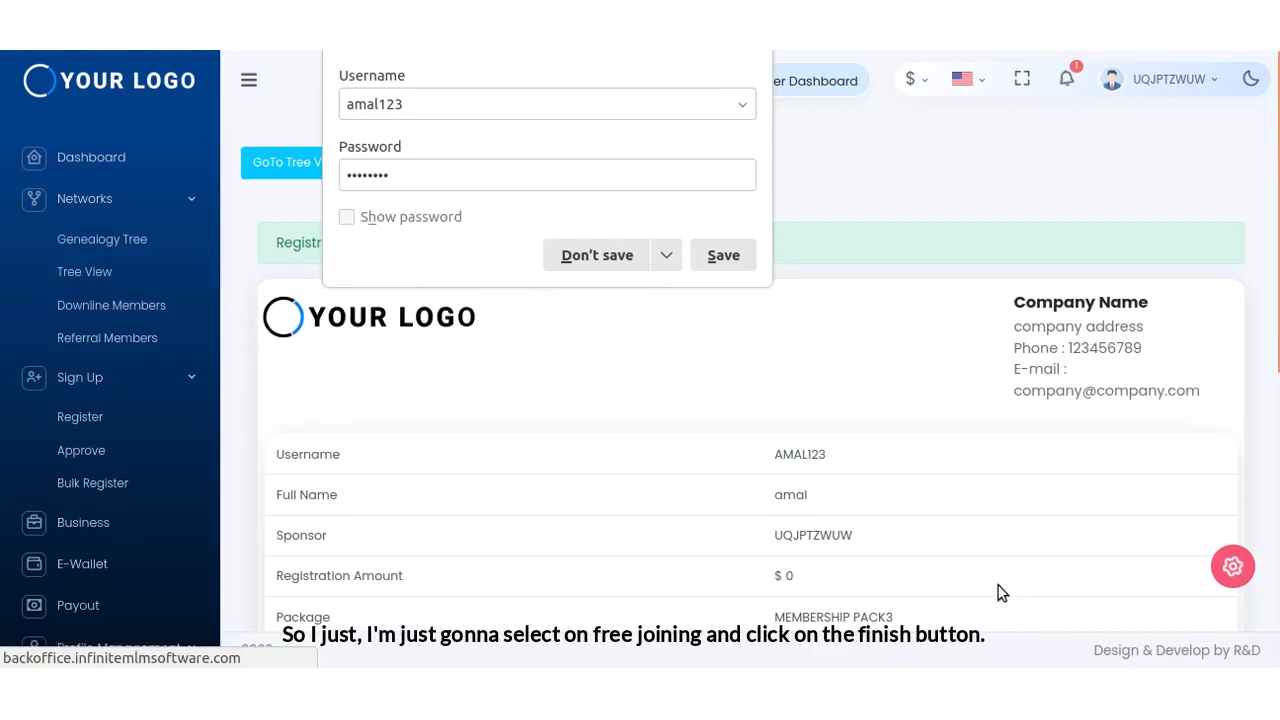 YOUR LOGO
Dashboard
Networks
Genealogy Tree
Tree View
Downline Members
Referral Members
Sign Up
Register
Approve
Bulk Register
Business
E-Wallet
Payout
backoffice.infinitemlmsoftware.com
Username
amal123
Password
••••••••
Show password
Don't save
Save
er Dashboard
$
1
UQJPTZWUW
GoTo Tree V
Registr
YOUR LOGO
Company Name
company address
Phone : 123456789
E-mail :
company@company.com
Username AMAL123
Full Name amal
Sponsor UQJPTZWUW
Registration Amount $ 0
Package MEMBERSHIP PACK3
So I just, I'm just gonna select on free joining and click on the finish button.
Design & Develop by R&D